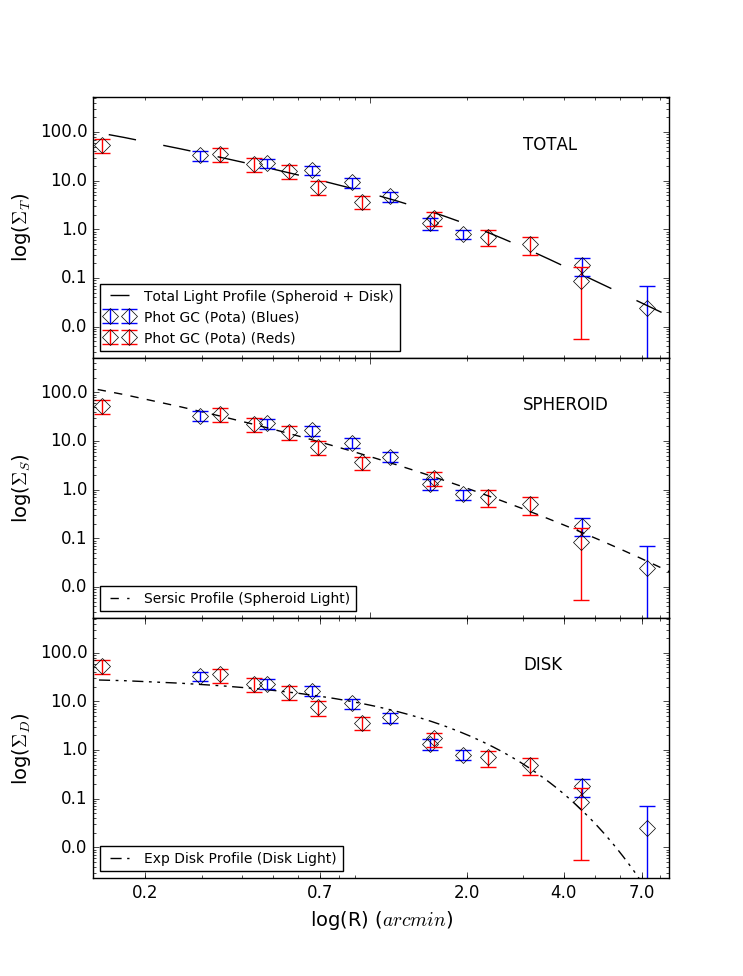 TOTAL
100.0
10.0
1.0
0.1
0.0
log(Σ_T)
Total Light Profile (Spheroid + Disk)
Phot GC (Pota) (Blues)
Phot GC (Pota) (Reds)
SPHEROID
100.0
10.0
1.0
0.1
0.0
log(Σ_S)
Sersic Profile (Spheroid Light)
DISK
100.0
10.0
1.0
0.1
0.0
log(Σ_D)
Exp Disk Profile (Disk Light)
0.2 0.7 2.0 4.0 7.0
log(R) (arcmin)